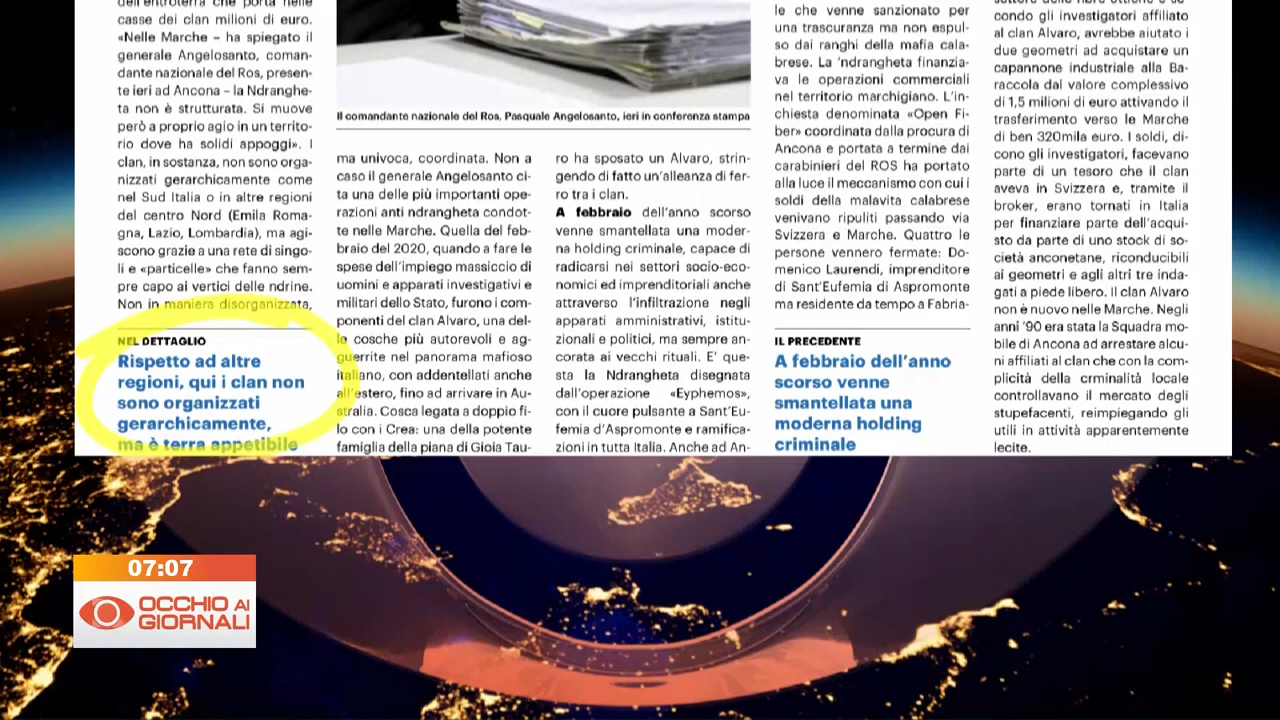 dell'entroterra che porta nelle
casse dei clan milioni di euro.
«Nelle Marche – ha spiegato il
generale Angelosanto, coman-
dante nazionale del Ros, presen-
te ieri ad Ancona – la Ndranghe-
ta non è strutturata. Si muove
però a proprio agio in un territo-
rio dove ha solidi appoggi». I
clan, in sostanza, non sono orga-
nizzati gerarchicamente come
nel Sud Italia o in altre regioni
del centro Nord (Emila Roma-
gna, Lazio, Lombardia), ma agi-
scono grazie a una rete di singo-
li e «particelle» che fanno sem-
pre capo ai vertici delle ndrine.
Non in maniera disorganizzata,
NEL DETTAGLIO
Rispetto ad altre
regioni, qui i clan non
sono organizzati
gerarchicamente,
ma è terra appetibile
Il comandante nazionale del Ros, Pasquale Angelosanto, ieri in conferenza stampa
ma univoca, coordinata. Non a
caso il generale Angelosanto ci-
ta una delle più importanti ope-
razioni anti ndrangheta condot-
te nelle Marche. Quella del feb-
braio del 2020, quando a fare le
spese dell'impiego massiccio di
uomini e apparati investigativi e
militari dello Stato, furono i com-
ponenti del clan Alvaro, una del-
le cosche più autorevoli e ag-
guerrite nel panorama mafioso
italiano, con addentellati anche
all'estero, fino ad arrivare in Au-
stralia. Cosca legata a doppio fi-
lo con i Crea: una della potente
famiglia della piana di Gioia Tau-
ro ha sposato un Alvaro, strin-
gendo di fatto un'alleanza di fer-
ro tra i clan.
A febbraio dell'anno scorso
venne smantellata una moder-
na holding criminale, capace di
radicarsi nei settori socio-eco-
nomici ed imprenditoriali anche
attraverso l'infiltrazione negli
apparati amministrativi, istitu-
zionali e politici, ma sempre an-
corata ai vecchi rituali. E' que-
sta la Ndrangheta disegnata
dall'operazione «Eyphemos»,
con il cuore pulsante a Sant'Eu-
femia d'Aspromonte e ramifica-
zioni in tutta Italia. Anche ad An-
le che venne sanzionato per
una trascuranza ma non espul-
so dai ranghi della mafia cala-
brese. La 'ndrangheta finanzia-
va le operazioni commerciali
nel territorio marchigiano. L'in-
chiesta denominata «Open Fi-
ber» coordinata dalla procura di
Ancona e portata a termine dai
carabinieri del ROS ha portato
alla luce il meccanismo con cui i
soldi della malavita calabrese
venivano ripuliti passando via
Svizzera e Marche. Quattro le
persone vennero fermate: Do-
menico Laurendi, imprenditore
di Sant'Eufemia di Aspromonte
ma residente da tempo a Fabria-
IL PRECEDENTE
A febbraio dell'anno
scorso venne
smantellata una
moderna holding
criminale
condo gli investigatori affiliato
al clan Alvaro, avrebbe aiutato i
due geometri ad acquistare un
capannone industriale alla Ba-
raccola dal valore complessivo
di 1,5 milioni di euro attivando il
trasferimento verso le Marche
di ben 320mila euro. I soldi, di-
cono gli investigatori, facevano
parte di un tesoro che il clan
aveva in Svizzera e, tramite il
broker, erano tornati in Italia
per finanziare parte dell'acqui-
sto da parte di uno stock di so-
cietà anconetane, riconducibili
ai geometri e agli altri tre inda-
gati a piede libero. Il clan Alvaro
non è nuovo nelle Marche. Negli
anni '90 era stata la Squadra mo-
bile di Ancona ad arrestare alcu-
ni affiliati al clan che con la com-
plicità della crminalità locale
controllavano il mercato degli
stupefacenti, reimpiegando gli
utili in attività apparentemente
lecite.
07:07
OCCHIO AI
GIORNALI